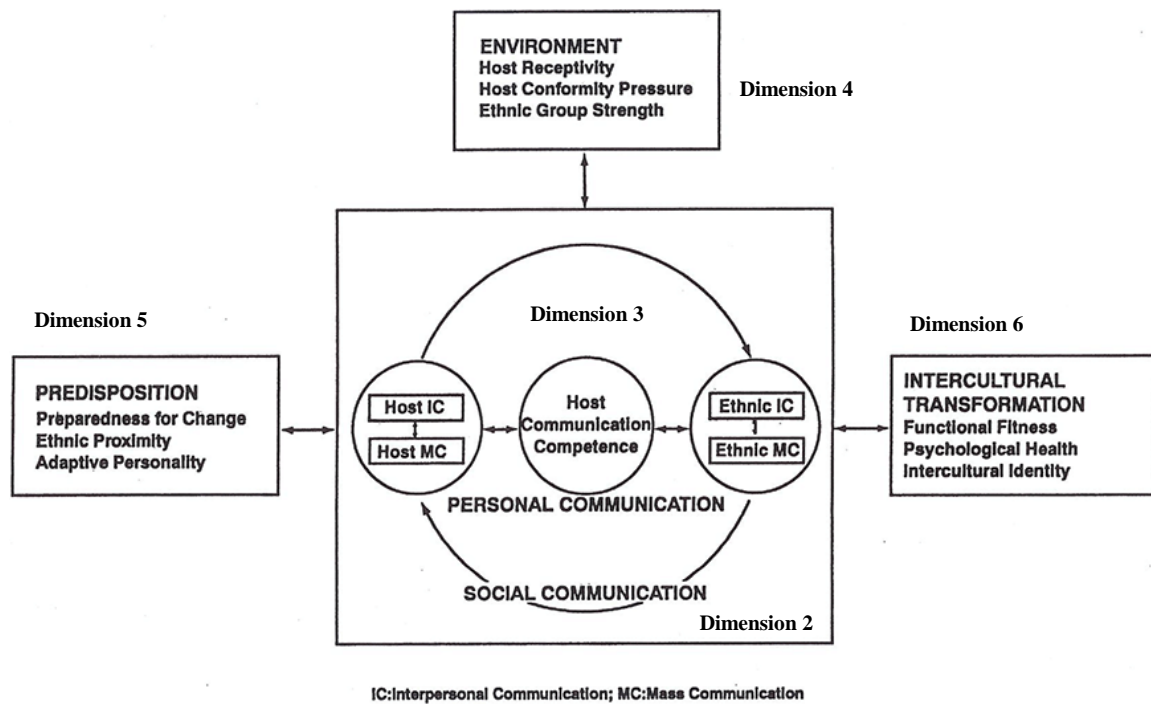 ENVIRONMENT
Host Receptivity
Host Conformity Pressure
Ethnic Group Strength
Dimension 4
Dimension 5
Dimension 3
Dimension 6
PREDISPOSITION
Preparedness for Change
Ethnic Proximity
Adaptive Personality
Host IC
Host MC
Host
Communication
Competence
Ethnic IC
Ethnic MC
INTERCULTURAL
TRANSFORMATION
Functional Fitness
Psychological Health
Intercultural Identity
PERSONAL COMMUNICATION
SOCIAL COMMUNICATION
Dimension 2
IC:Interpersonal Communication; MC:Mass Communication